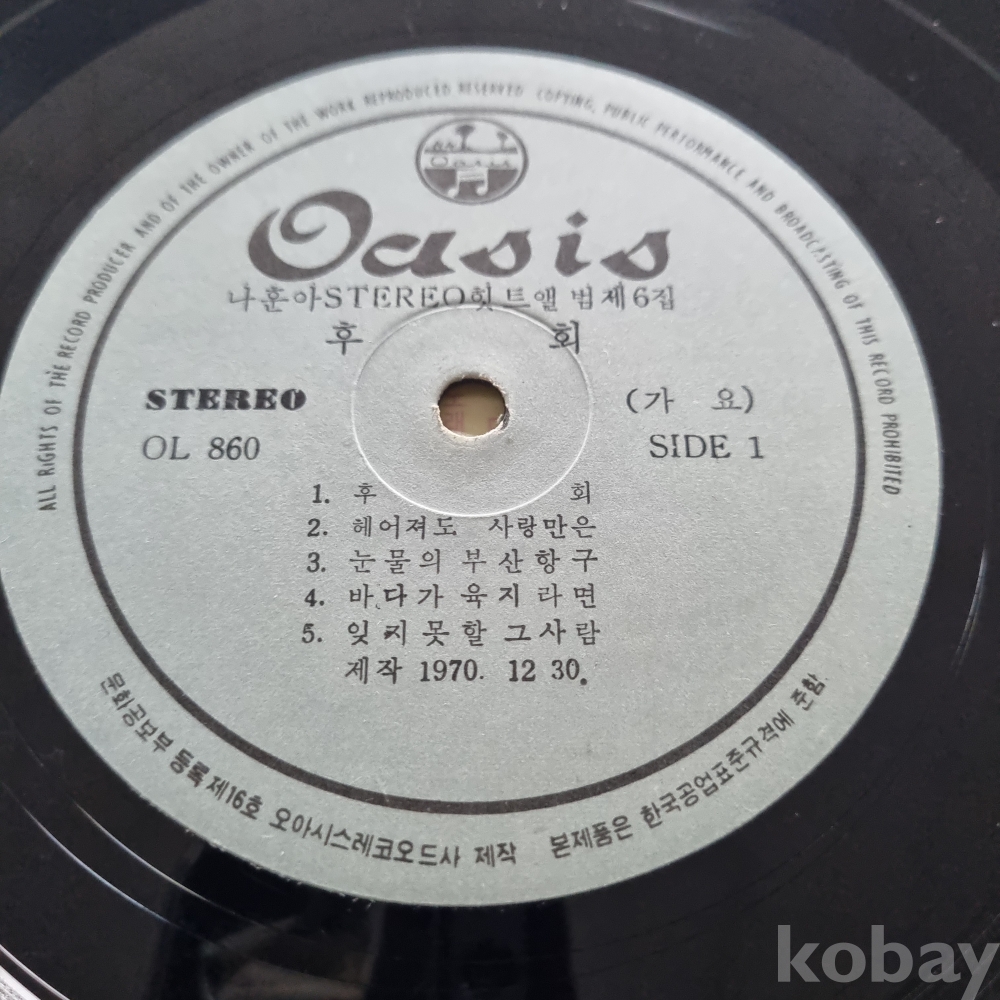 ALL RIGHTS OF THE RECORD PRODUCER AND OF THE OWNER OF THE WORK REPRODUCED RESERVED COPYING, PUBLIC PERFORMANCE AND BROADCASTING OF THIS RECORD PROHIBITED
Oasis
Oasis
나훈아STEREO힛트앨 범제6집
후 회
STEREO (가 요)
OL 860 SIDE 1
1. 후 회
2. 헤어져도 사랑만은
3. 눈물의 부산항구
4. 바다가 육지라면
5. 잊지못할 그사람
제작 1970. 12 30.
문화공보부 등록 제16호 오아시스레코오드사 제작 본제품은 한국공업표준규격에 준함
kobay